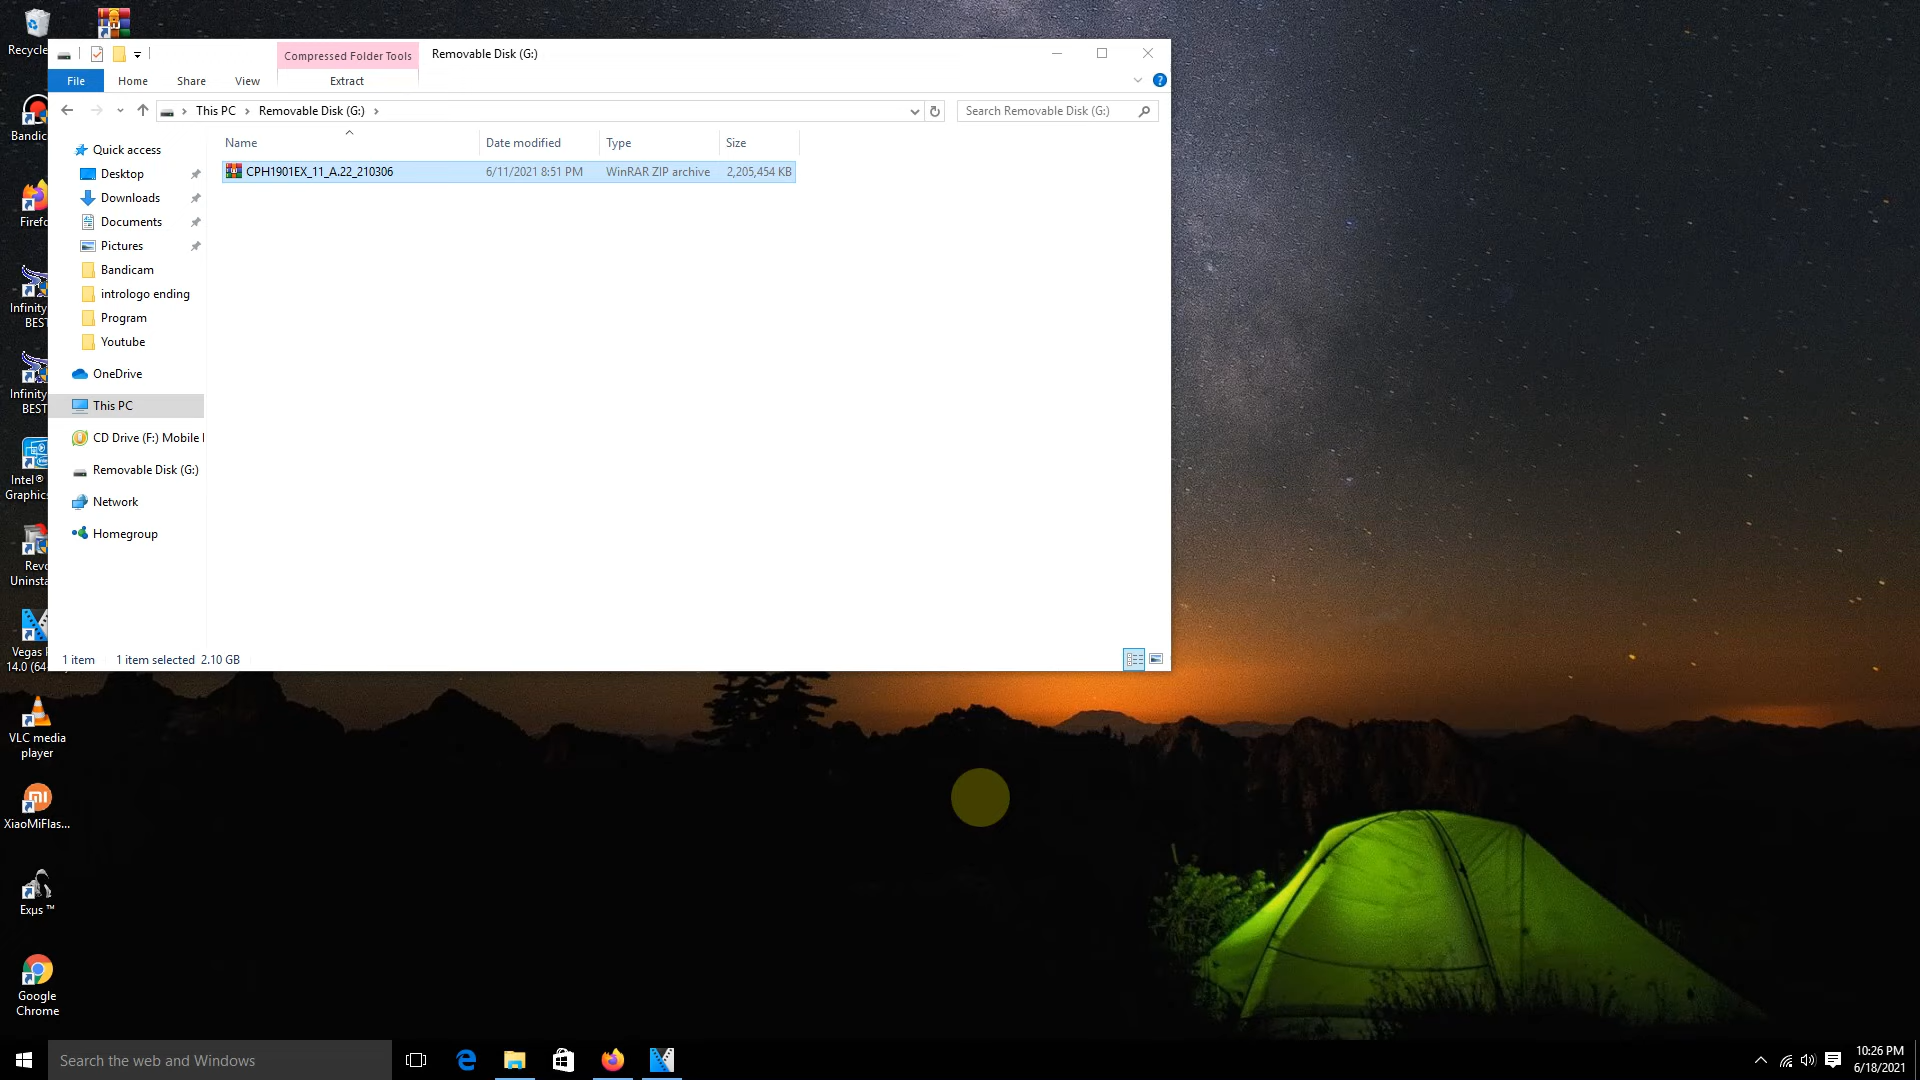 Recycle
Bandic
Firefo
Infinity
BEST
Infinity
BEST
Intel®
Graphics
Revo
Uninsta
Vegas P
14.0 (64-
VLC media
player
XiaoMiFlas...
Exµs ™
Google
Chrome
Compressed Folder Tools
Removable Disk (G:)
File
Home
Share
View
Extract
This PC
Removable Disk (G:)
Search Removable Disk (G:)
Quick access
Desktop
Downloads
Documents
Pictures
Bandicam
intrologo ending
Program
Youtube
OneDrive
This PC
CD Drive (F:) Mobile
Removable Disk (G:)
Network
Homegroup
Name
Date modified
Type
Size
CPH1901EX_11_A.22_210306
6/11/2021 8:51 PM
WinRAR ZIP archive
2,205,454 KB
1 item
1 item selected 2.10 GB
Search the web and Windows
10:26 PM
6/18/2021